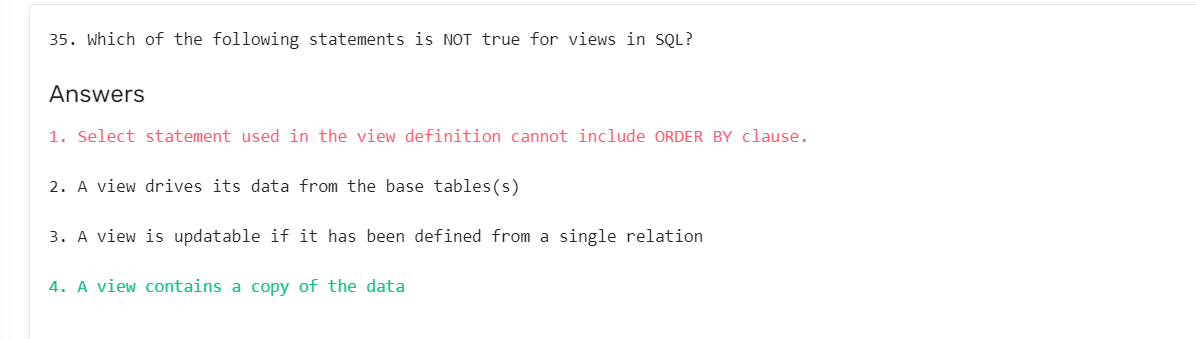 35. Which of the following statements is NOT true for views in SQL?
Answers
1. Select statement used in the view definition cannot include ORDER BY clause.
2. A view drives its data from the base tables(s)
3. A view is updatable if it has been defined from a single relation
4. A view contains a copy of the data